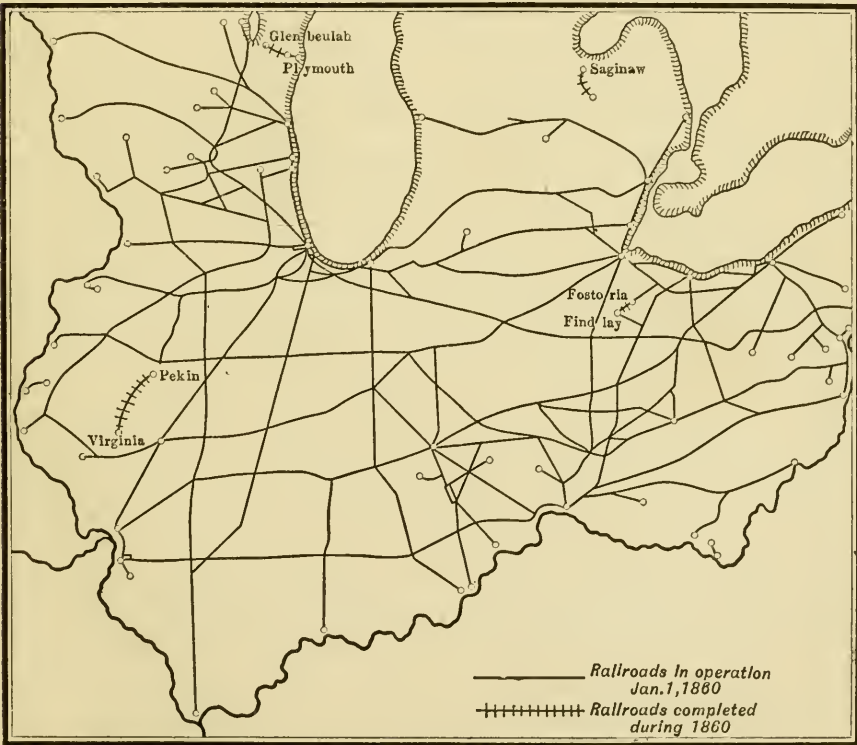 Glenbeulah
Plymouth
Saginaw
Fostoria
Findlay
Pekin
Virginia
Railroads in operation
Jan.1,1860
Railroads completed
during 1860